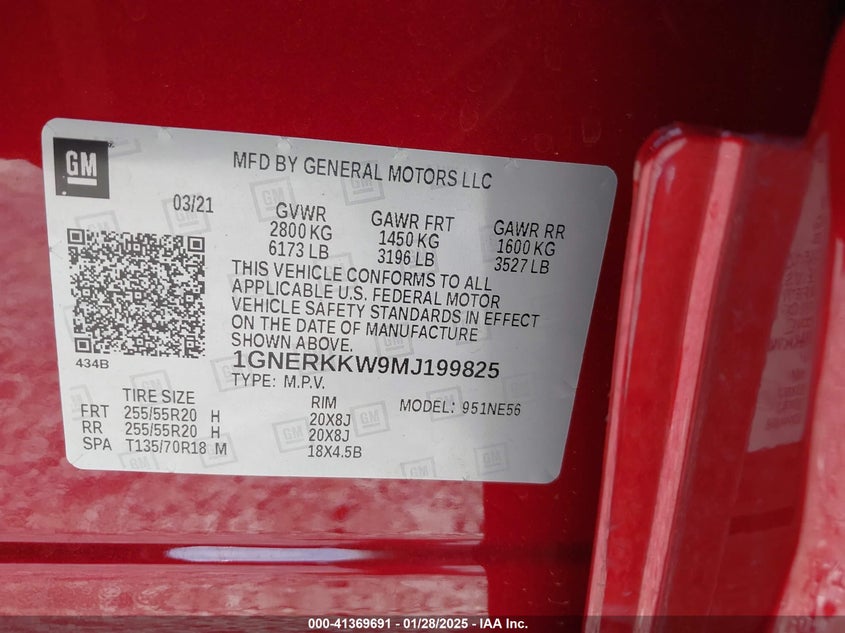 GM
MFD BY GENERAL MOTORS LLC
03/21
GVWR GAWR FRT GAWR RR
2800 KG 1450 KG 1600 KG
6173 LB 3196 LB 3527 LB
THIS VEHICLE CONFORMS TO ALL
APPLICABLE U.S. FEDERAL MOTOR
VEHICLE SAFETY STANDARDS IN EFFECT
ON THE DATE OF MANUFACTURE
SHOWN ABOVE.
434B
1GNERKKW9MJ199825
TYPE: M.P.V.
TIRE SIZE RIM MODEL: 951NE56
FRT 255/55R20 H 20X8J
RR 255/55R20 H 20X8J
SPA T135/70R18 M 18X4.5B
000-41369691 — 01/28/2025 — IAA Inc.